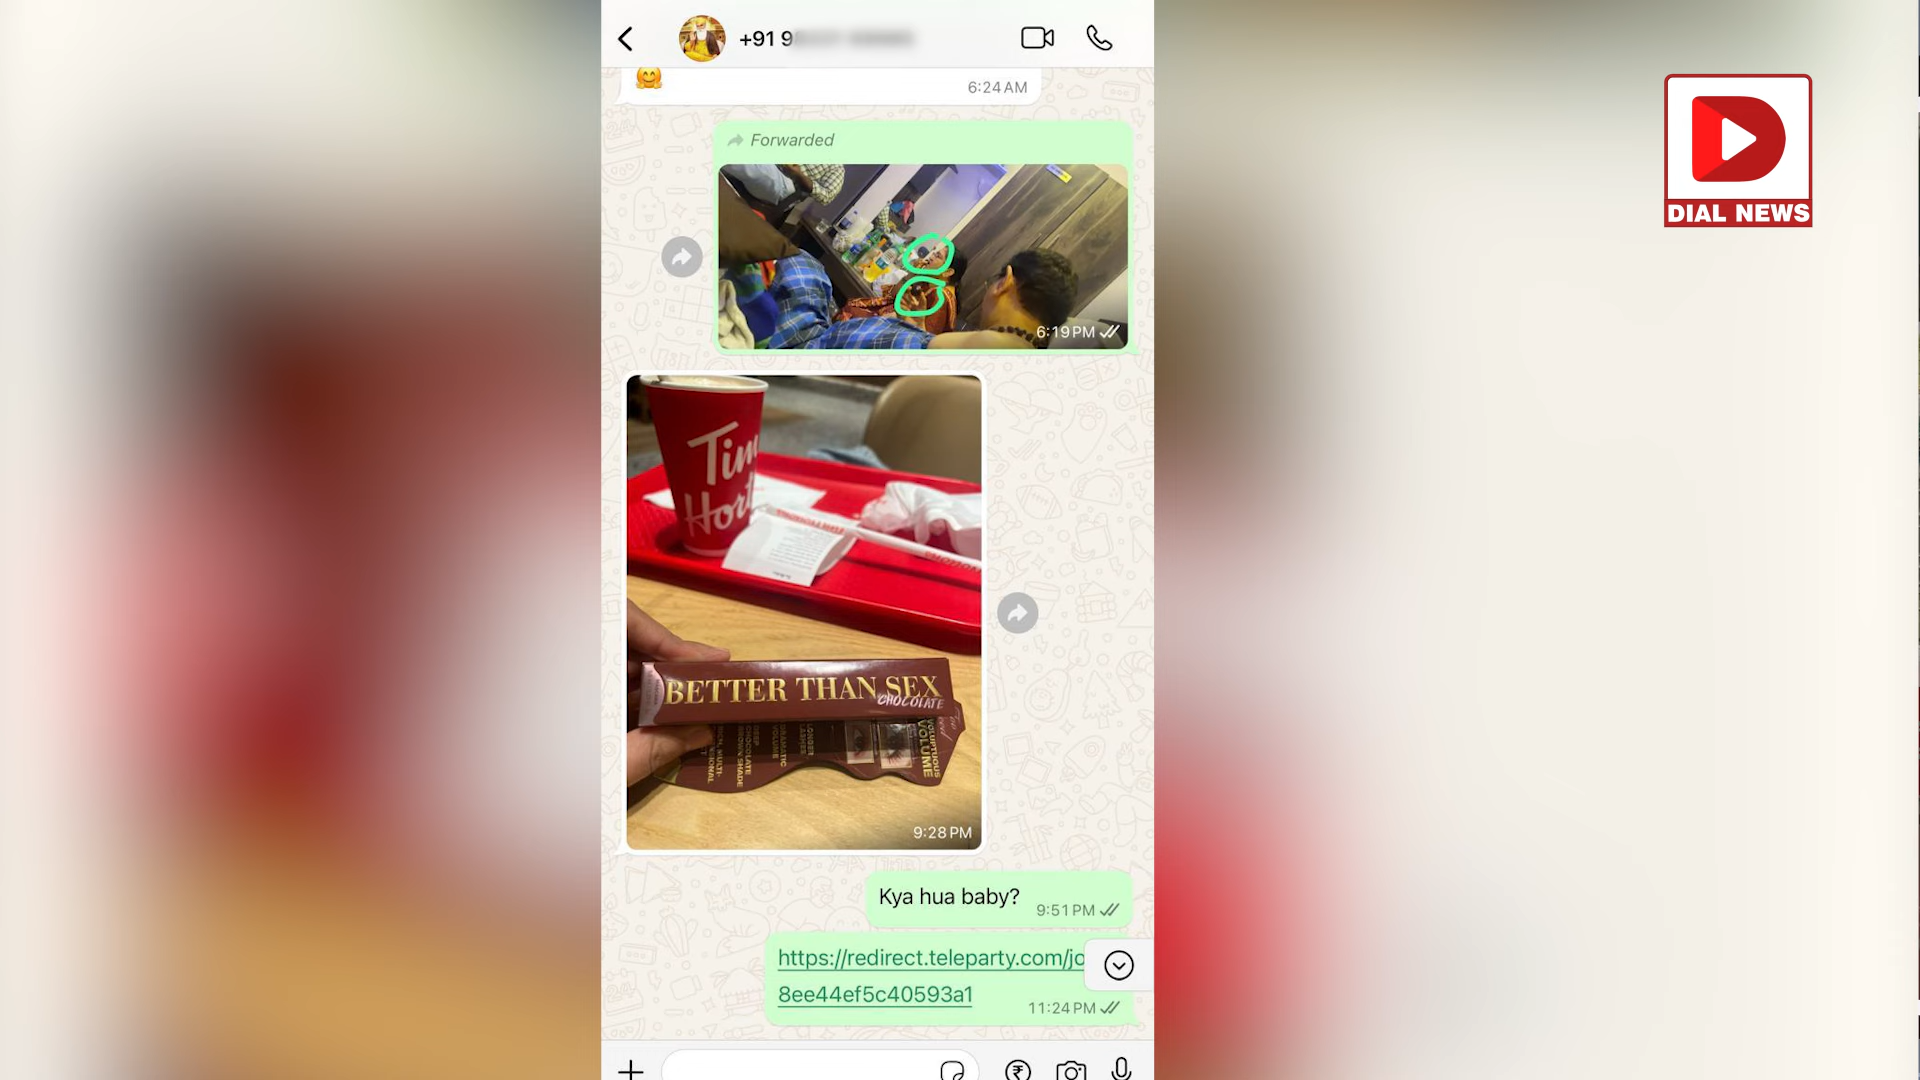 +91 9
6:24 AM
Forwarded
6:19 PM
Tim
Hort
BETTER THAN SEX
CHOCOLATE
VOLUPTUOUS
VOLUME
9:28 PM
Kya hua baby?
9:51 PM
https://redirect.teleparty.com/jo
8ee44ef5c40593a1
11:24 PM
DIAL NEWS